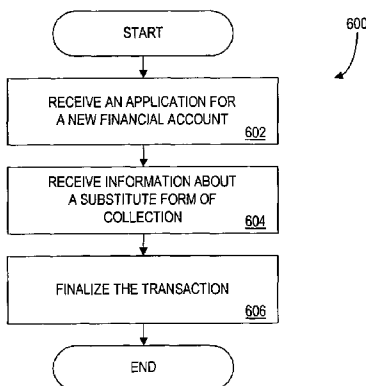 START
600
RECEIVE AN APPLICATION FOR
A NEW FINANCIAL ACCOUNT
602
RECEIVE INFORMATION ABOUT
A SUBSTITUTE FORM OF
COLLECTION
604
FINALIZE THE TRANSACTION
606
END